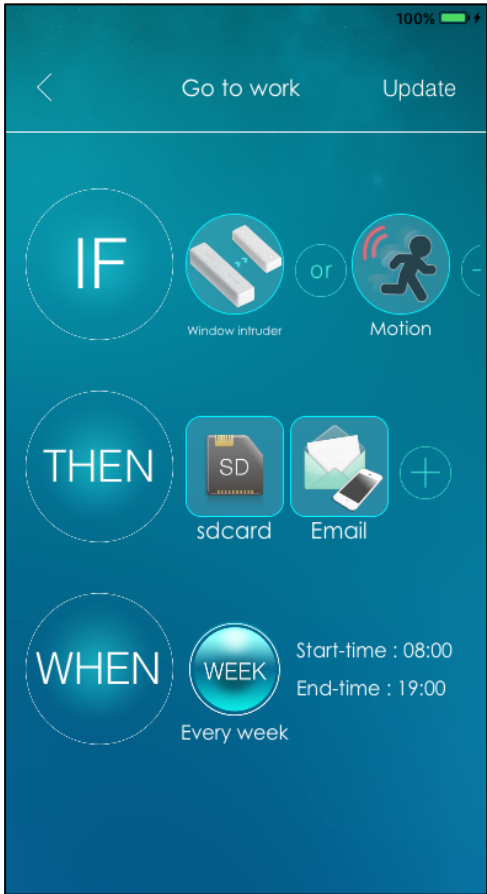 100%
Go to work
Update
IF
or
Window intruder
Motion
THEN
SD
sdcard
Email
WHEN
WEEK
Start-time : 08:00
End-time : 19:00
Every week